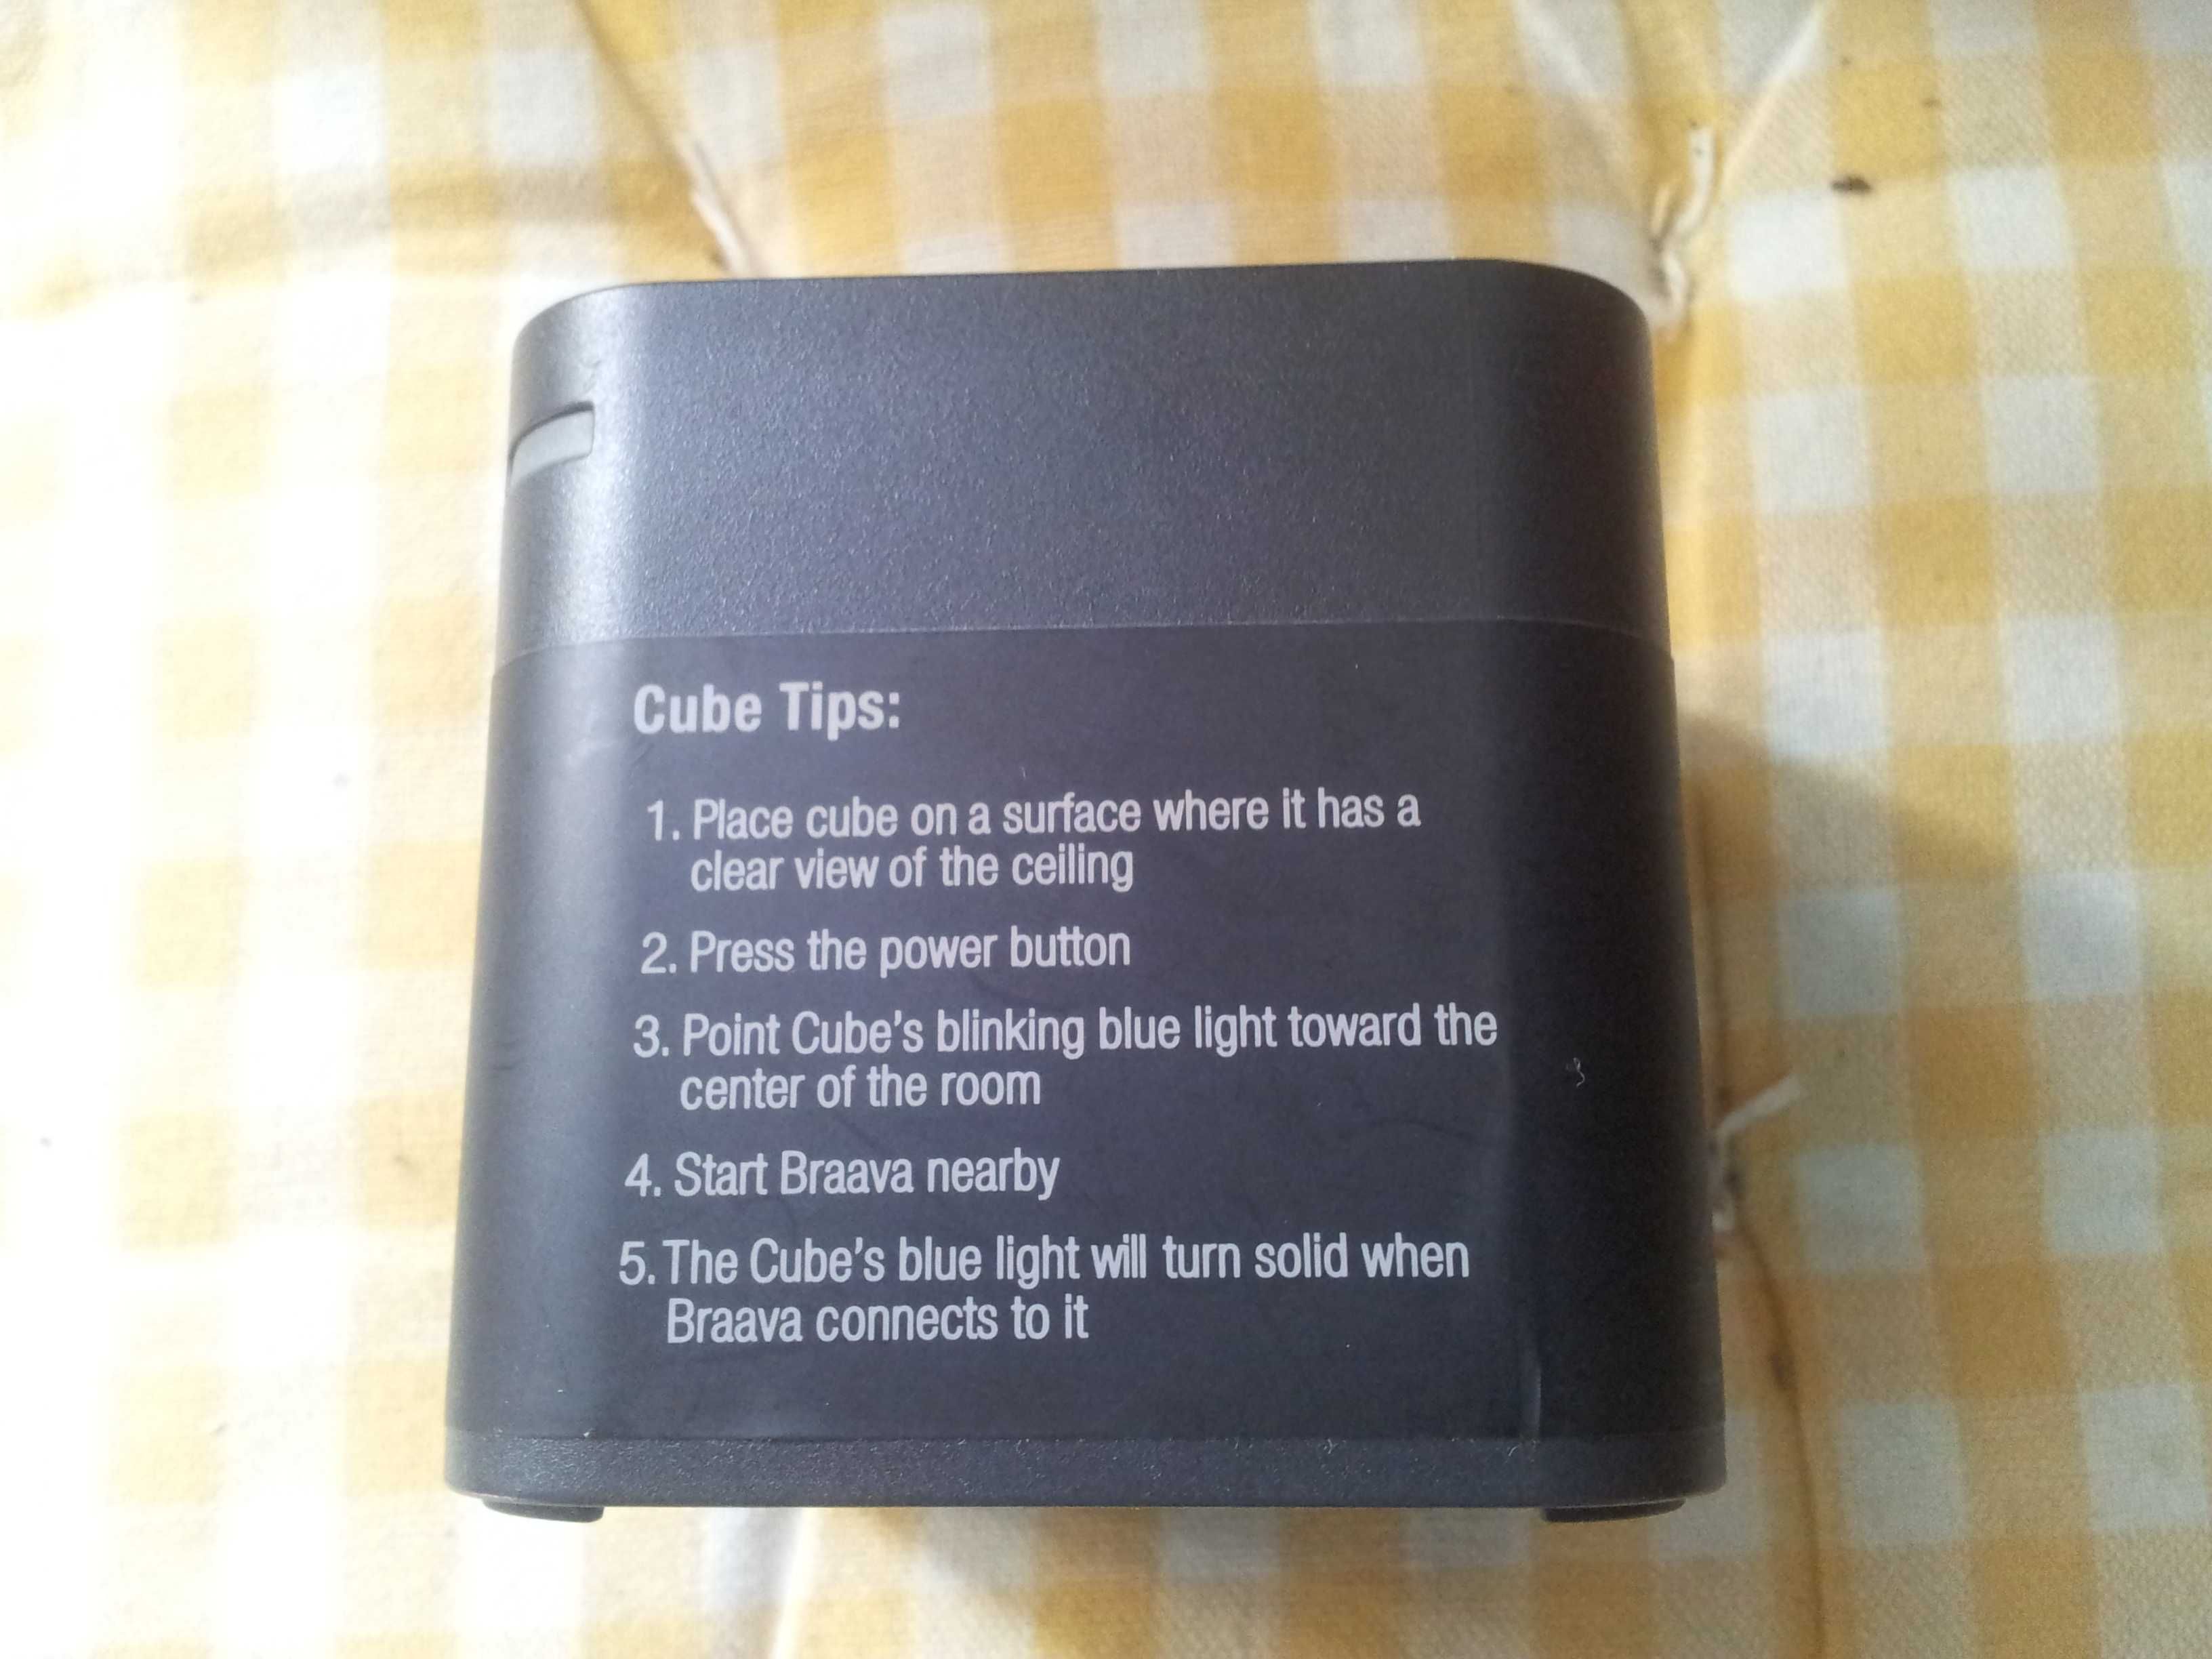 Cube Tips:
1. Place cube on a surface where it has a
clear view of the ceiling
2. Press the power button
3. Point Cube's blinking blue light toward the
center of the room
4. Start Braava nearby
5. The Cube's blue light will turn solid when
Braava connects to it